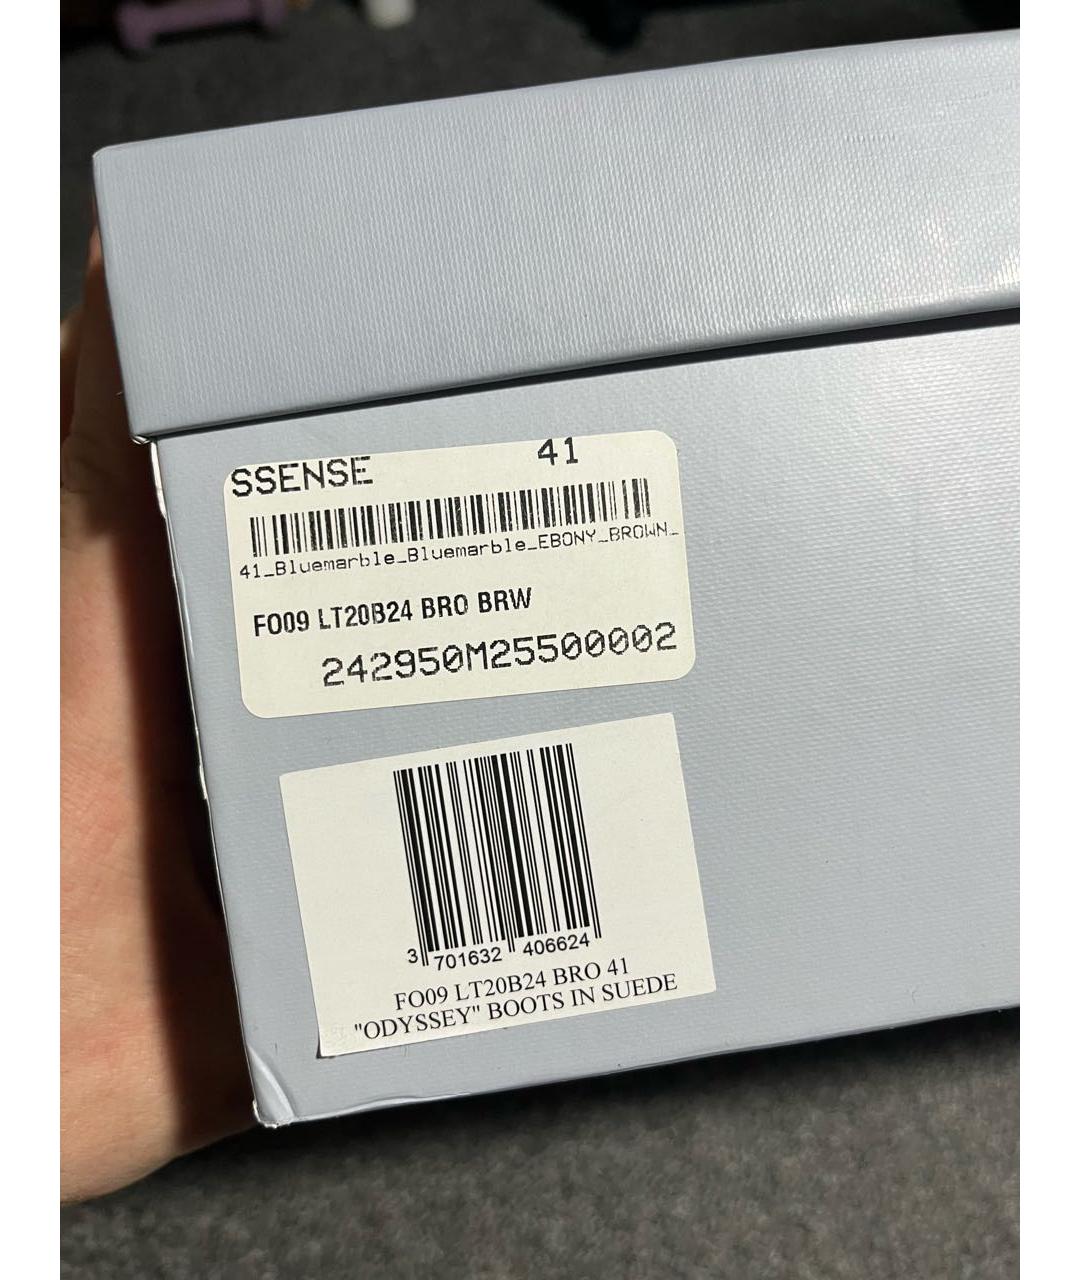 SSENSE 41
41_Bluemarble_Bluemarble_EBONY_BROWN_
FO09 LT20B24 BRO BRW
242950M25500002
3 701632 406624
FO09 LT20B24 BRO 41
"ODYSSEY" BOOTS IN SUEDE